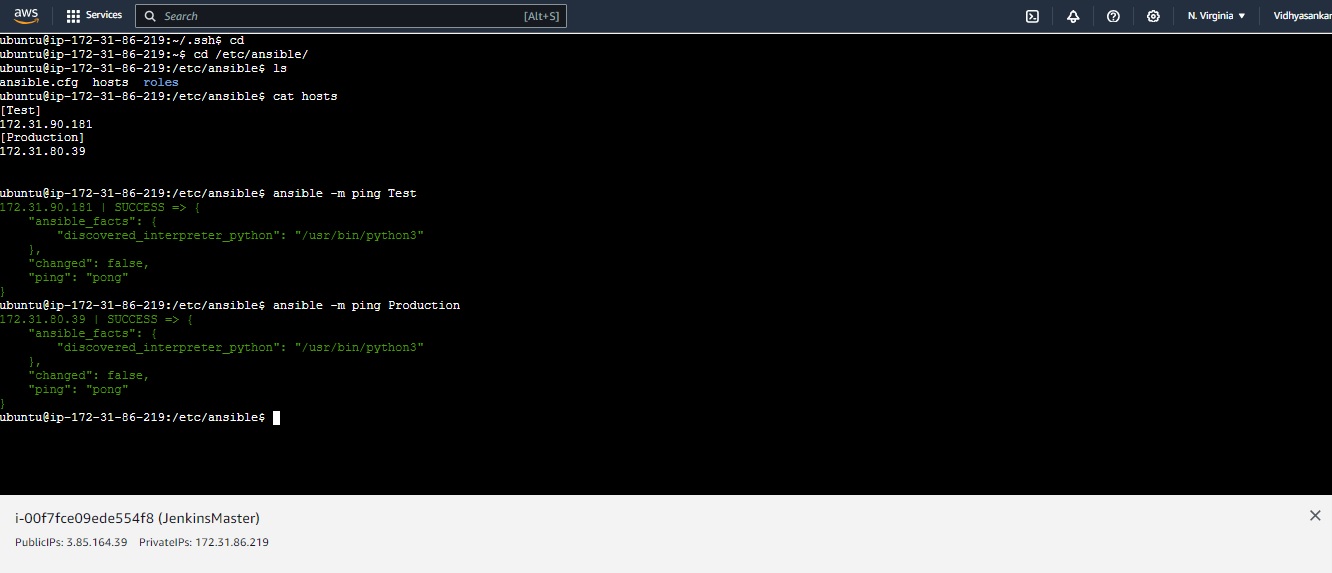 aws
Services
Search
[Alt+S]
N. Virginia
Vidhyasankar
ubuntu@ip-172-31-86-219:~/.ssh$ cd
ubuntu@ip-172-31-86-219:~$ cd /etc/ansible/
ubuntu@ip-172-31-86-219:/etc/ansible$ ls
ansible.cfg  hosts  roles
ubuntu@ip-172-31-86-219:/etc/ansible$ cat hosts
[Test]
172.31.90.181
[Production]
172.31.80.39
ubuntu@ip-172-31-86-219:/etc/ansible$ ansible -m ping Test
172.31.90.181 | SUCCESS => {
    "ansible_facts": {
        "discovered_interpreter_python": "/usr/bin/python3"
    },
    "changed": false,
    "ping": "pong"
}
ubuntu@ip-172-31-86-219:/etc/ansible$ ansible -m ping Production
172.31.80.39 | SUCCESS => {
    "ansible_facts": {
        "discovered_interpreter_python": "/usr/bin/python3"
    },
    "changed": false,
    "ping": "pong"
}
ubuntu@ip-172-31-86-219:/etc/ansible$
i-00f7fce09ede554f8 (JenkinsMaster)
PublicIPs: 3.85.164.39 PrivateIPs: 172.31.86.219